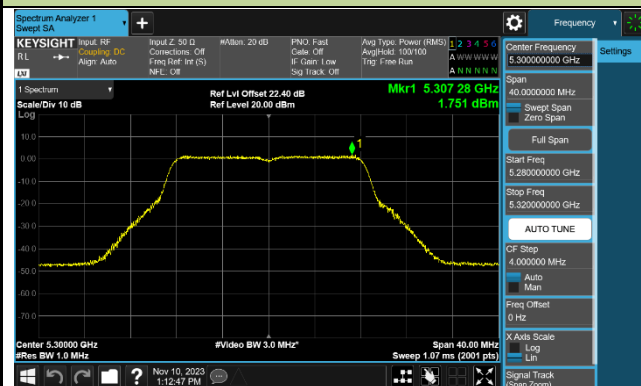 Spectrum Analyzer 1
Swept SA
Frequency
KEYSIGHT
RL
LXI
Input: RF
Coupling: DC
Align: Auto
Input Z: 50 Ω
Corrections: Off
Freq Ref: Int (S)
NFE: Off
#Atten: 20 dB
PNO: Fast
Gate: Off
IF Gain: Low
Sig Track: Off
Avg Type: Power (RMS)
Avg|Hold: 100/100
Trig: Free Run
1 2 3 4 5 6
A W W W W W
A N N N N N
Center Frequency
5.300000000 GHz
Settings
Span
40.0000000 MHz
Swept Span
Zero Span
Full Span
Start Freq
5.280000000 GHz
Stop Freq
5.320000000 GHz
AUTO TUNE
CF Step
4.000000 MHz
Auto
Man
Freq Offset
0 Hz
X Axis Scale
Log
Lin
Signal Track
(Span Zoom)
1 Spectrum
Scale/Div 10 dB
Log
Ref Lvl Offset 22.40 dB
Ref Level 20.00 dBm
Mkr1 5.307 28 GHz
1.751 dBm
1
10.0
0.00
-10.0
-20.0
-30.0
-40.0
-50.0
-60.0
-70.0
Center 5.30000 GHz
#Res BW 1.0 MHz
#Video BW 3.0 MHz*
Span 40.00 MHz
Sweep 1.07 ms (2001 pts)
?
Nov 10, 2023
1:12:47 PM